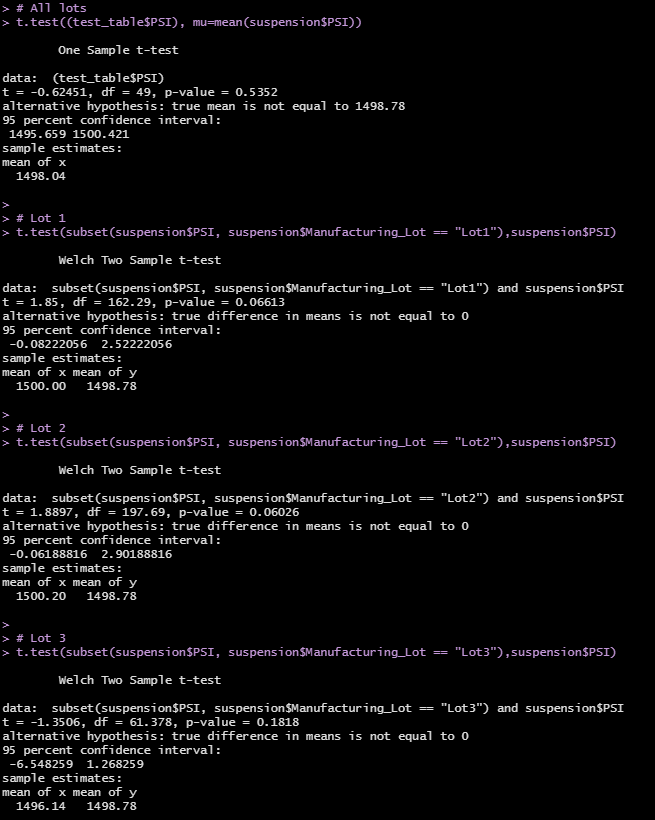 > # All lots
> t.test((test_table$PSI), mu=mean(suspension$PSI))
One Sample t-test
data:  (test_table$PSI)
t = -0.62451, df = 49, p-value = 0.5352
alternative hypothesis: true mean is not equal to 1498.78
95 percent confidence interval:
1495.659 1500.421
sample estimates:
mean of x
1498.04
>
> # Lot 1
> t.test(subset(suspension$PSI, suspension$Manufacturing_Lot == "Lot1"),suspension$PSI)
Welch Two Sample t-test
data:  subset(suspension$PSI, suspension$Manufacturing_Lot == "Lot1") and suspension$PSI
t = 1.85, df = 162.29, p-value = 0.06613
alternative hypothesis: true difference in means is not equal to 0
95 percent confidence interval:
-0.08222056  2.52222056
sample estimates:
mean of x mean of y
1500.00   1498.78
>
> # Lot 2
> t.test(subset(suspension$PSI, suspension$Manufacturing_Lot == "Lot2"),suspension$PSI)
Welch Two Sample t-test
data:  subset(suspension$PSI, suspension$Manufacturing_Lot == "Lot2") and suspension$PSI
t = 1.8897, df = 197.69, p-value = 0.06026
alternative hypothesis: true difference in means is not equal to 0
95 percent confidence interval:
-0.06188816  2.90188816
sample estimates:
mean of x mean of y
1500.20   1498.78
>
> # Lot 3
> t.test(subset(suspension$PSI, suspension$Manufacturing_Lot == "Lot3"),suspension$PSI)
Welch Two Sample t-test
data:  subset(suspension$PSI, suspension$Manufacturing_Lot == "Lot3") and suspension$PSI
t = -1.3506, df = 61.378, p-value = 0.1818
alternative hypothesis: true difference in means is not equal to 0
95 percent confidence interval:
-6.548259  1.268259
sample estimates:
mean of x mean of y
1496.14   1498.78